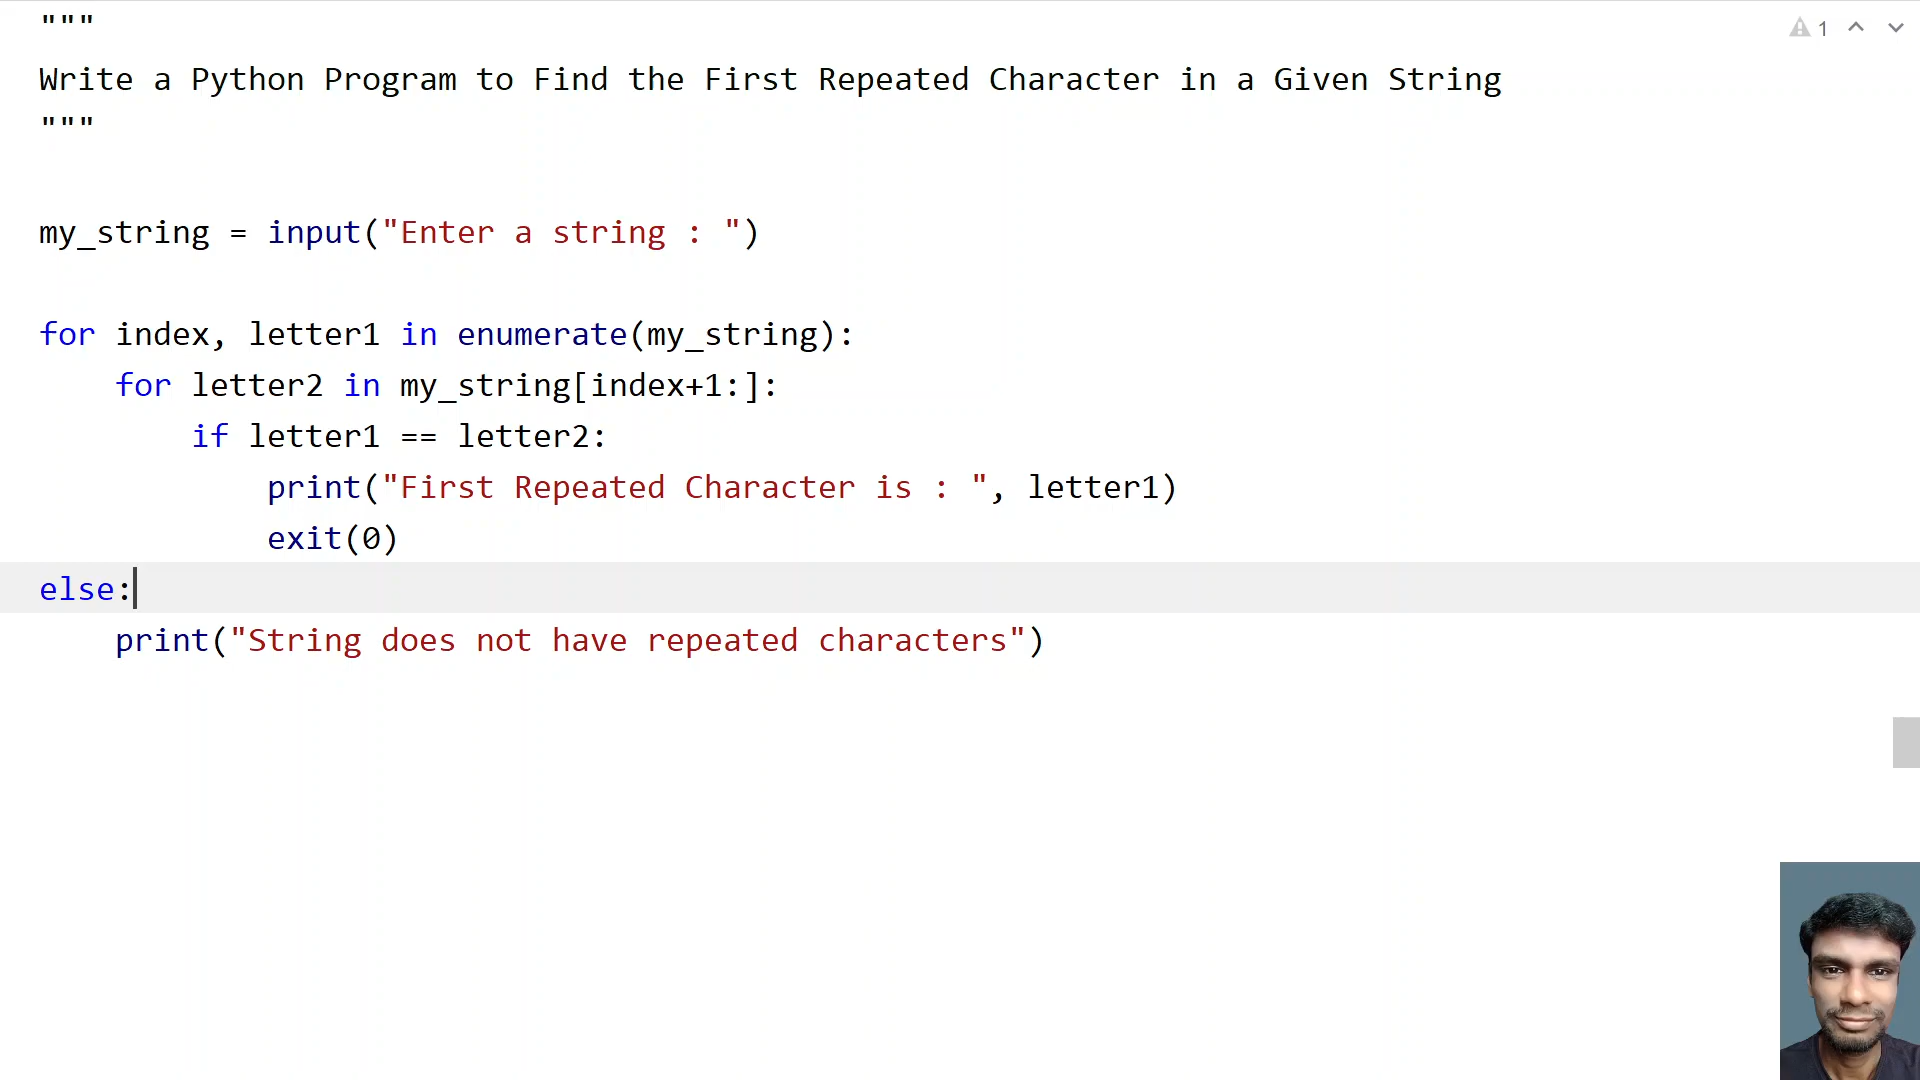 """
1
Write a Python Program to Find the First Repeated Character in a Given String
"""
my_string = input("Enter a string : ")
for index, letter1 in enumerate(my_string):
    for letter2 in my_string[index+1:]:
        if letter1 == letter2:
            print("First Repeated Character is : ", letter1)
            exit(0)
else:
    print("String does not have repeated characters")